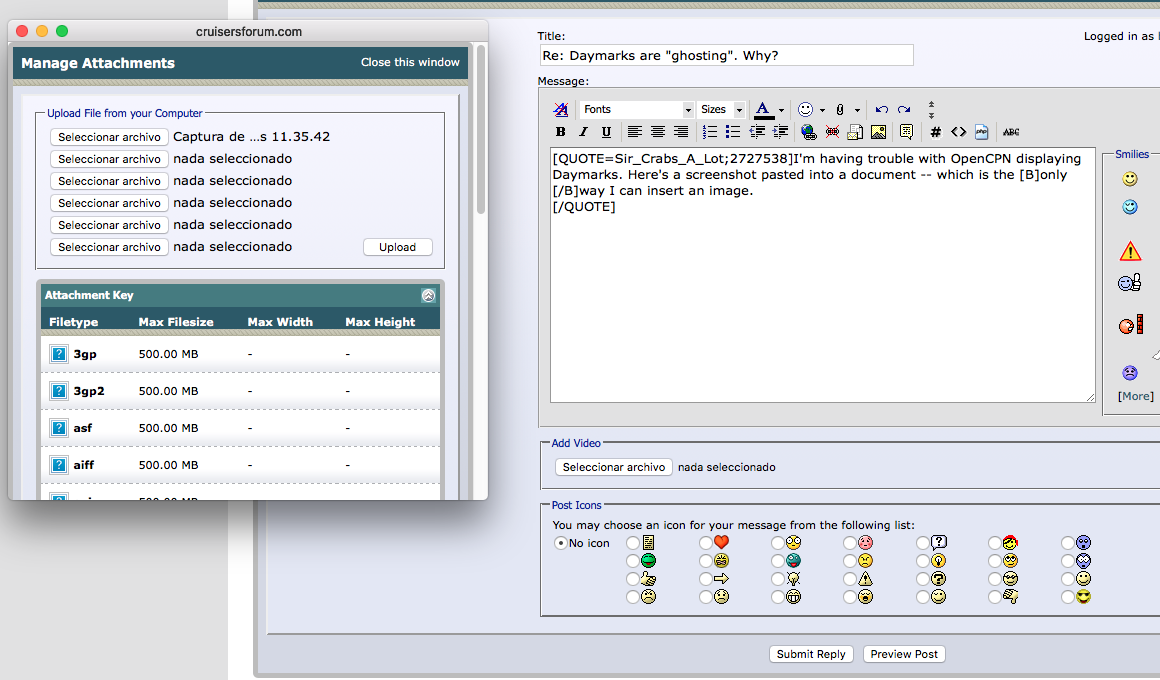 cruisersforum.com
Manage Attachments
Close this window
Upload File from your Computer
Seleccionar archivo Captura de ...s 11.35.42
Seleccionar archivo nada seleccionado
Seleccionar archivo nada seleccionado
Seleccionar archivo nada seleccionado
Seleccionar archivo nada seleccionado
Seleccionar archivo nada seleccionado
Upload
Attachment Key
Filetype Max Filesize Max Width Max Height
3gp 500.00 MB - -
3gp2 500.00 MB - -
asf 500.00 MB - -
aiff 500.00 MB - -
Title:
Logged in as
Re: Daymarks are "ghosting". Why?
Message:
Fonts Sizes A
B I U # <> php ABC
[QUOTE=Sir_Crabs_A_Lot;2727538]I'm having trouble with OpenCPN displaying
Daymarks. Here's a screenshot pasted into a document -- which is the [B]only
[/B]way I can insert an image.
[/QUOTE]
Smilies
[More]
Add Video
Seleccionar archivo nada seleccionado
Post Icons
You may choose an icon for your message from the following list:
No icon
Submit Reply Preview Post